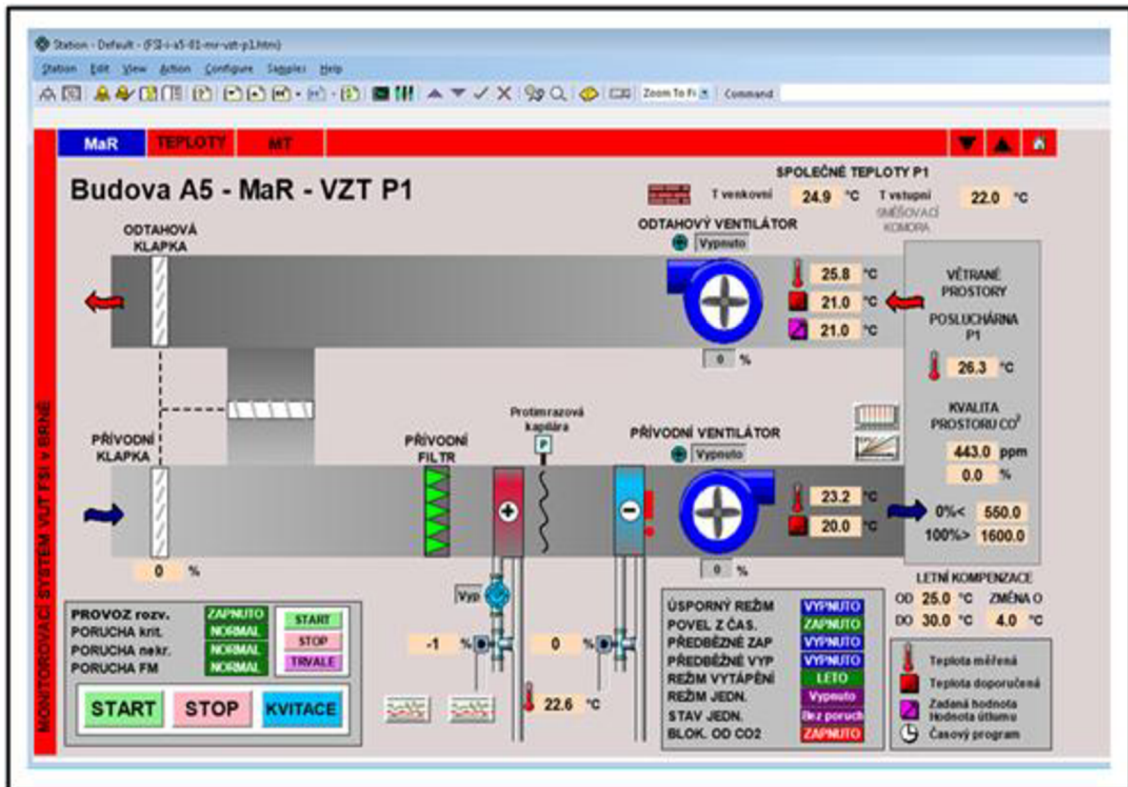 Station - Default - (FSI-i-a5-01-mr-vzt-p1.htm)
Station Edit View Action Configure Samples Help
Zoom To Fi Command
MaR TEPLOTY MT
Budova A5 - MaR - VZT P1
SPOLEČNÉ TEPLOTY P1
T venkovní 24.9 °C T vstupní 22.0 °C
SMĚŠOVACÍ
KOMORA
ODTAHOVÁ
KLAPKA
ODTAHOVÝ VENTILÁTOR
Vypnuto
25.8 °C
21.0 °C
21.0 °C
0 %
VĚTRANÉ
PROSTORY
POSLUCHÁRNA
P1
26.3 °C
KVALITA
PROSTORU CO²
443.0 ppm
0.0 %
0%< 550.0
100%> 1600.0
Protimrazová
kapilára
P
PŘÍVODNÍ
KLAPKA
PŘÍVODNÍ
FILTR
PŘÍVODNÍ VENTILÁTOR
Vypnuto
23.2 °C
20.0 °C
0 %
0 %
Vyp
-1 %
0 %
22.6 °C
LETNÍ KOMPENZACE
OD 25.0 °C ZMĚNA O
DO 30.0 °C 4.0 °C
PROVOZ rozv. ZAPNUTO
PORUCHA krit. NORMAL
PORUCHA nekr. NORMAL
PORUCHA FM NORMAL
START
STOP
TRVALE
START STOP KVITACE
ÚSPORNÝ REŽIM VYPNUTO
POVEL Z ČAS. ZAPNUTO
PŘEDBĚZNÉ ZAP VYPNUTO
PŘEDBĚŽNÉ VYP VYPNUTO
REŽIM VYTÁPĚNÍ LÉTO
REŽIM JEDN. Vypnuto
STAV JEDN. Bez poruch
BLOK. OD CO2 ZAPNUTO
Teplota měřená
Teplota doporučená
Zadaná hodnota
Hodnota útlumu
Časový program
MONITOROVACÍ SYSTÉM VUT FSI v BRNĚ